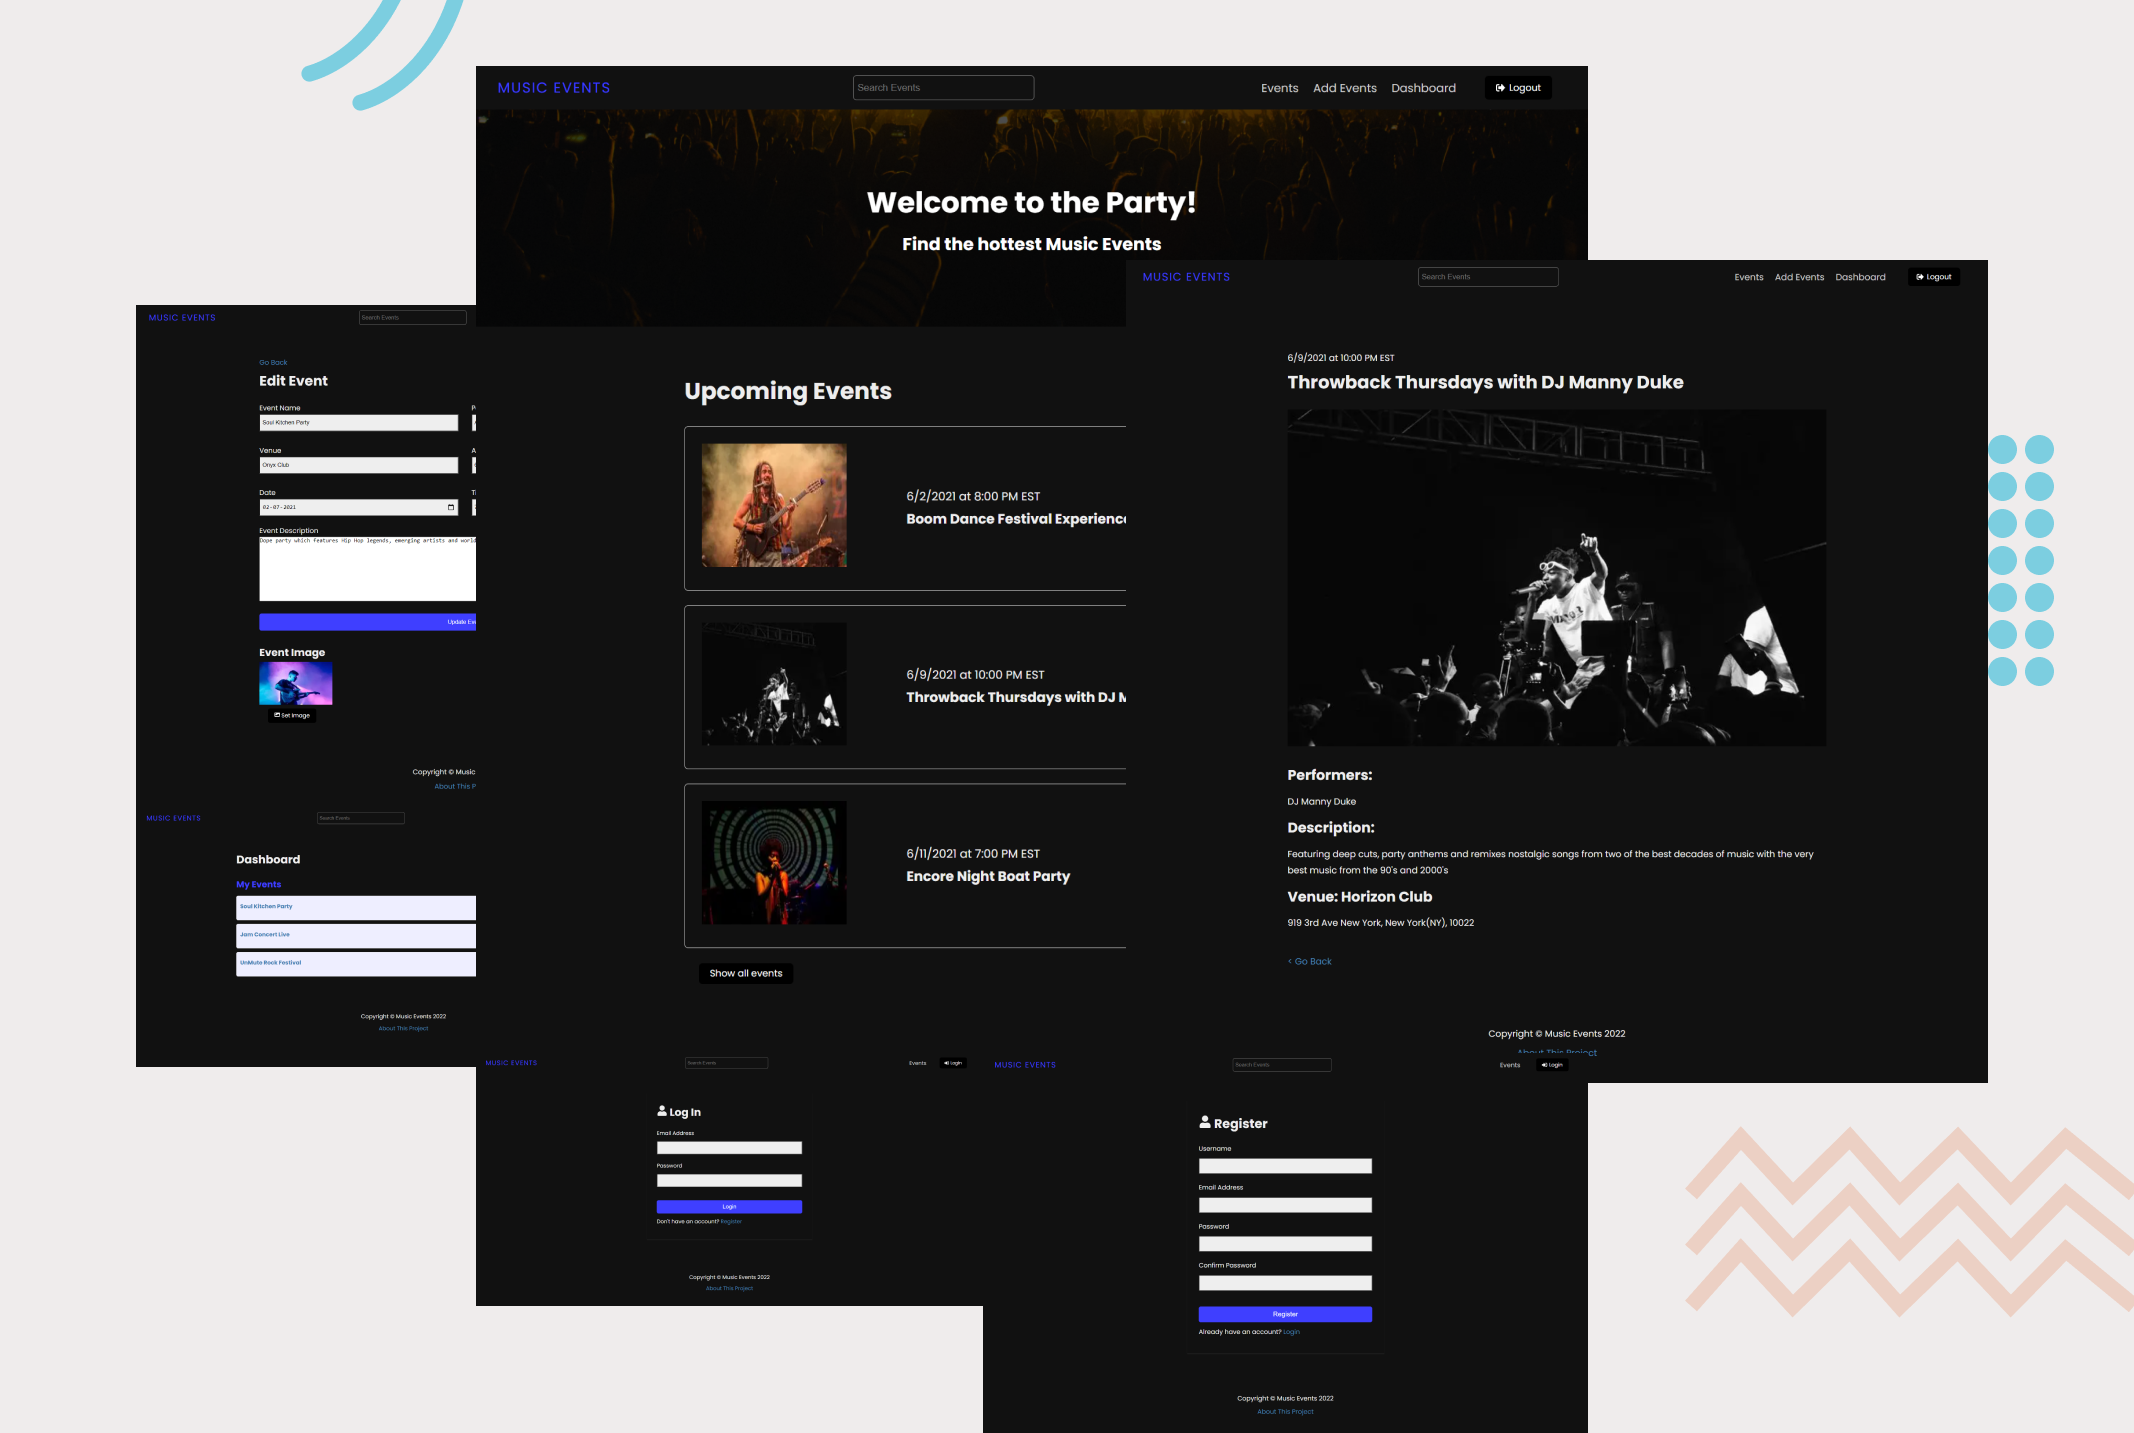 MUSIC EVENTS
Search Events
Events Add Events Dashboard Logout
Welcome to the Party!
Find the hottest Music Events
Upcoming Events
6/2/2021 at 8:00 PM EST
Boom Dance Festival Experience
6/9/2021 at 10:00 PM EST
Throwback Thursdays with DJ M
6/11/2021 at 7:00 PM EST
Encore Night Boat Party
Show all events
MUSIC EVENTS
Search Events
Events Add Events Dashboard Logout
6/9/2021 at 10:00 PM EST
Throwback Thursdays with DJ Manny Duke
Performers:
DJ Manny Duke
Description:
Featuring deep cuts, party anthems and remixes nostalgic songs from two of the best decades of music with the very
best music from the 90's and 2000's
Venue: Horizon Club
919 3rd Ave New York, New York(NY), 10022
< Go Back
Copyright © Music Events 2022
About This Project
MUSIC EVENTS
Search Events
Go Back
Edit Event
Event Name
Soul Kitchen Party
Venue
Onyx Club
Date
02-07-2021
Event Description
Dope party which features Hip Hop legends, emerging artists and world
Update Eve
Event Image
Set Image
Copyright © Music
About This P
MUSIC EVENTS
Search Events
Dashboard
My Events
Soul Kitchen Party
Jam Concert Live
UnMute Rock Festival
Copyright © Music Events 2022
About This Project
MUSIC EVENTS
Search Events
Events Login
Log In
Email Address
Password
Login
Don't have an account? Register
Copyright © Music Events 2022
About This Project
MUSIC EVENTS
Search Events
Events Login
Register
Username
Email Address
Password
Confirm Password
Register
Already have an account? Login
Copyright © Music Events 2022
About This Project